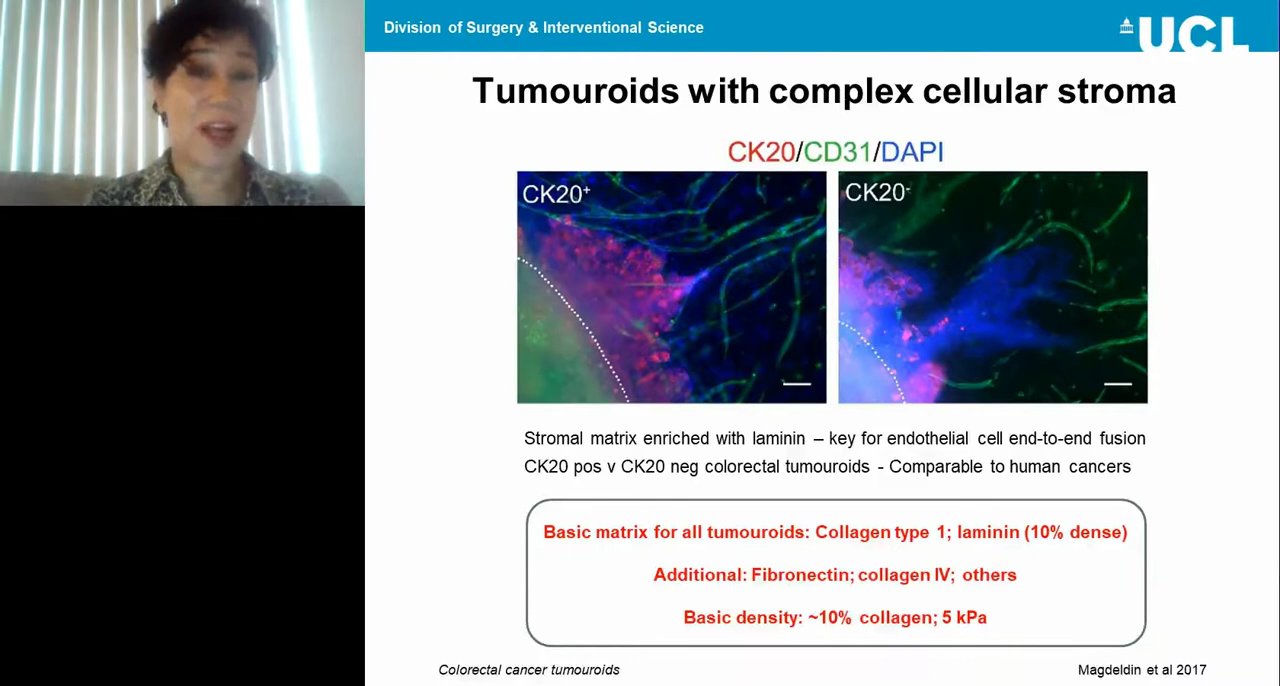 Division of Surgery & Interventional Science
UCL
Tumouroids with complex cellular stroma
CK20/CD31/DAPI
CK20⁺
CK20⁻
Stromal matrix enriched with laminin – key for endothelial cell end-to-end fusion
CK20 pos v CK20 neg colorectal tumouroids - Comparable to human cancers
Basic matrix for all tumouroids: Collagen type 1; laminin (10% dense)
Additional: Fibronectin; collagen IV; others
Basic density: ~10% collagen; 5 kPa
Colorectal cancer tumouroids
Magdeldin et al 2017